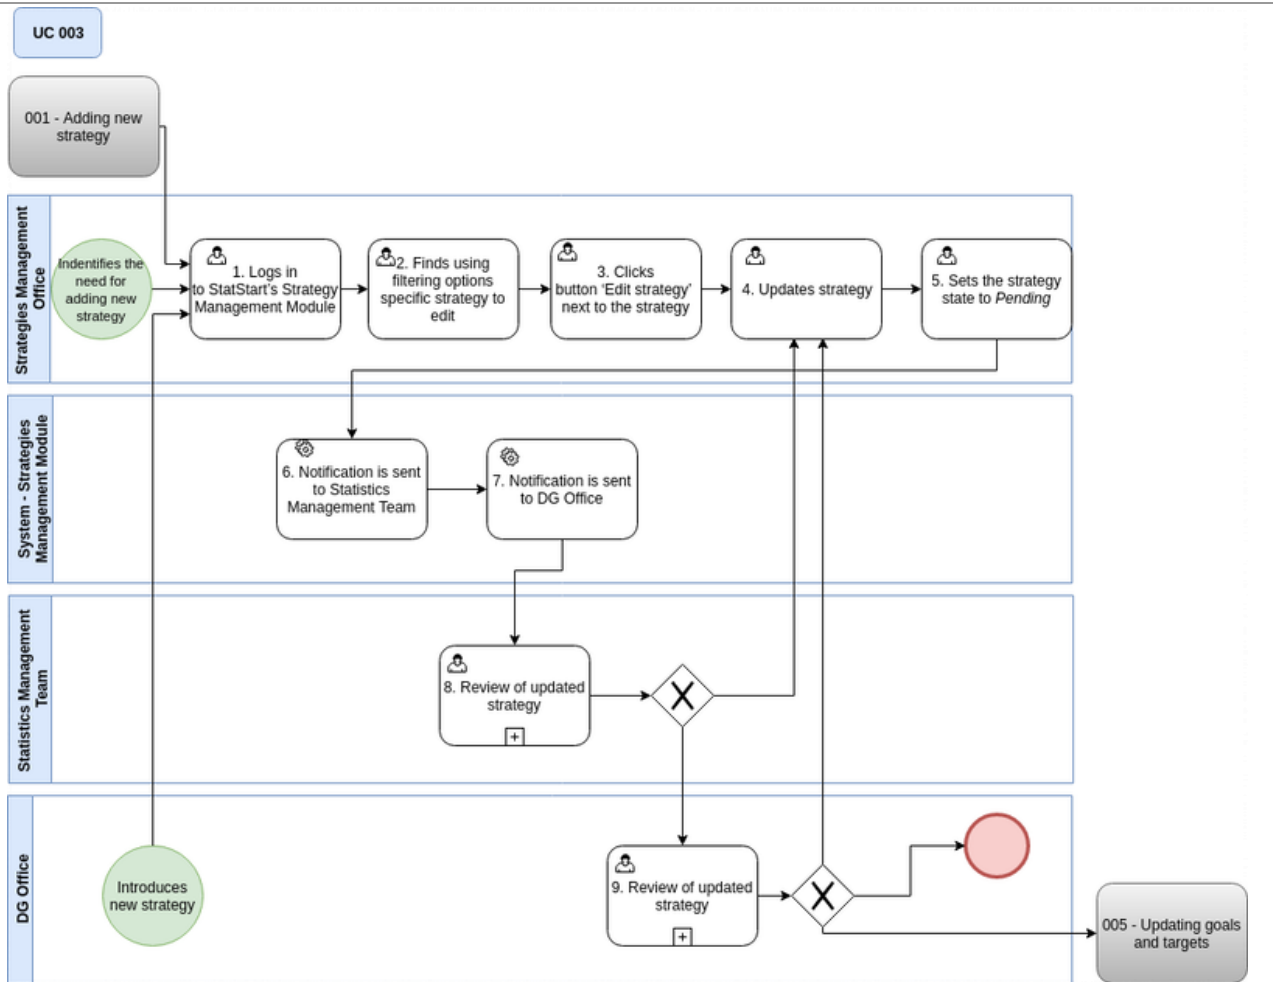 UC 003
001 - Adding new
strategy
Strategies Management
Office
Indentifies the
need for
adding new
strategy
1. Logs in
to StatStart's Strategy
Management Module
2. Finds using
filtering options
specific strategy to
edit
3. Clicks
button 'Edit strategy'
next to the strategy
4. Updates strategy
5. Sets the strategy
state to Pending
System - Strategies
Management Module
6. Notification is sent
to Statistics
Management Team
7. Notification is sent
to DG Office
Statistics Management
Team
8. Review of updated
strategy
DG Office
Introduces
new strategy
9. Review of updated
strategy
005 - Updating goals
and targets